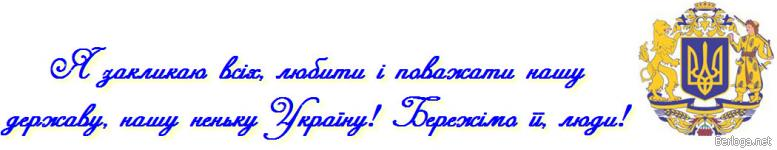 Я закликаю всіх, любити і поважати нашу
державу, нашу неньку Україну! Бережімо її, люди!
Berloga.net